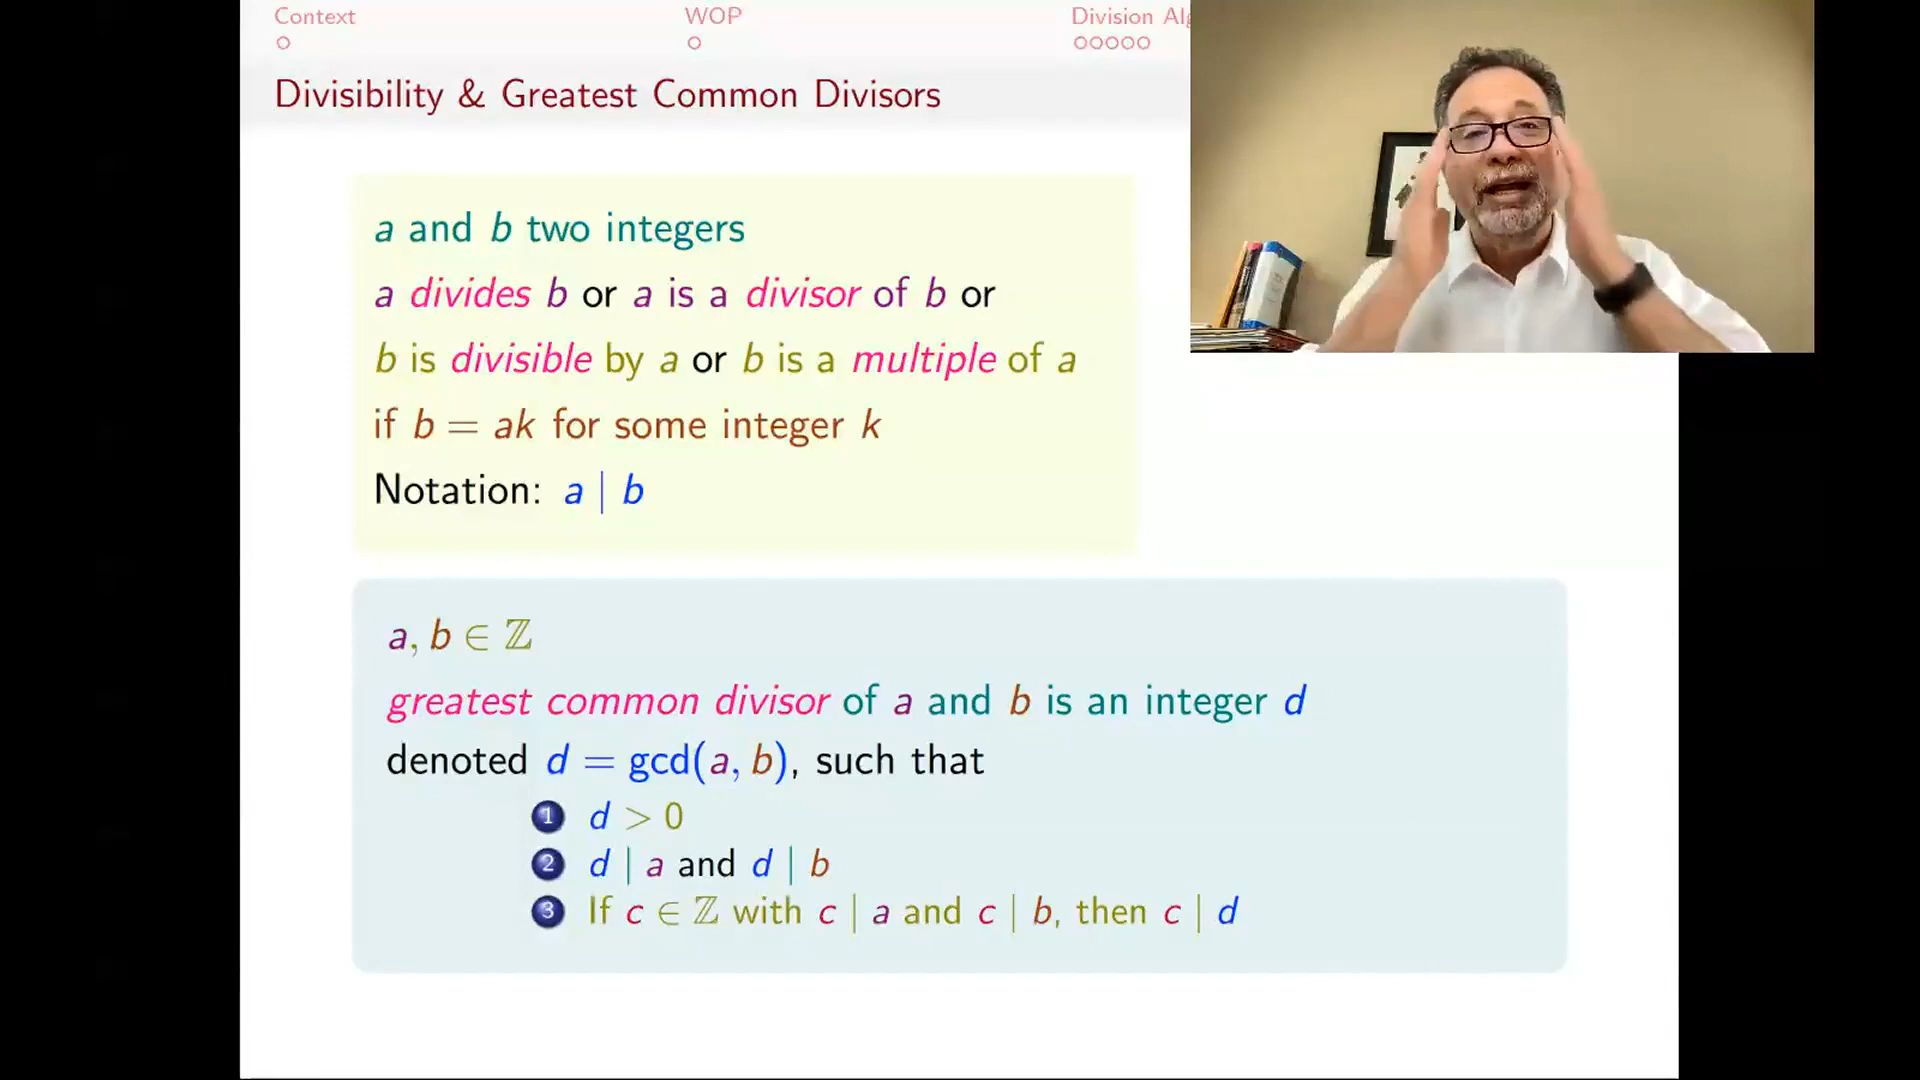 Context
WOP
Division Alg
Divisibility & Greatest Common Divisors
a and b two integers
a divides b or a is a divisor of b or
b is divisible by a or b is a multiple of a
if b = ak for some integer k
Notation: a | b
a, b ∈ ℤ
greatest common divisor of a and b is an integer d
denoted d = gcd(a, b), such that
1 d > 0
2 d | a and d | b
3 If c ∈ ℤ with c | a and c | b, then c | d